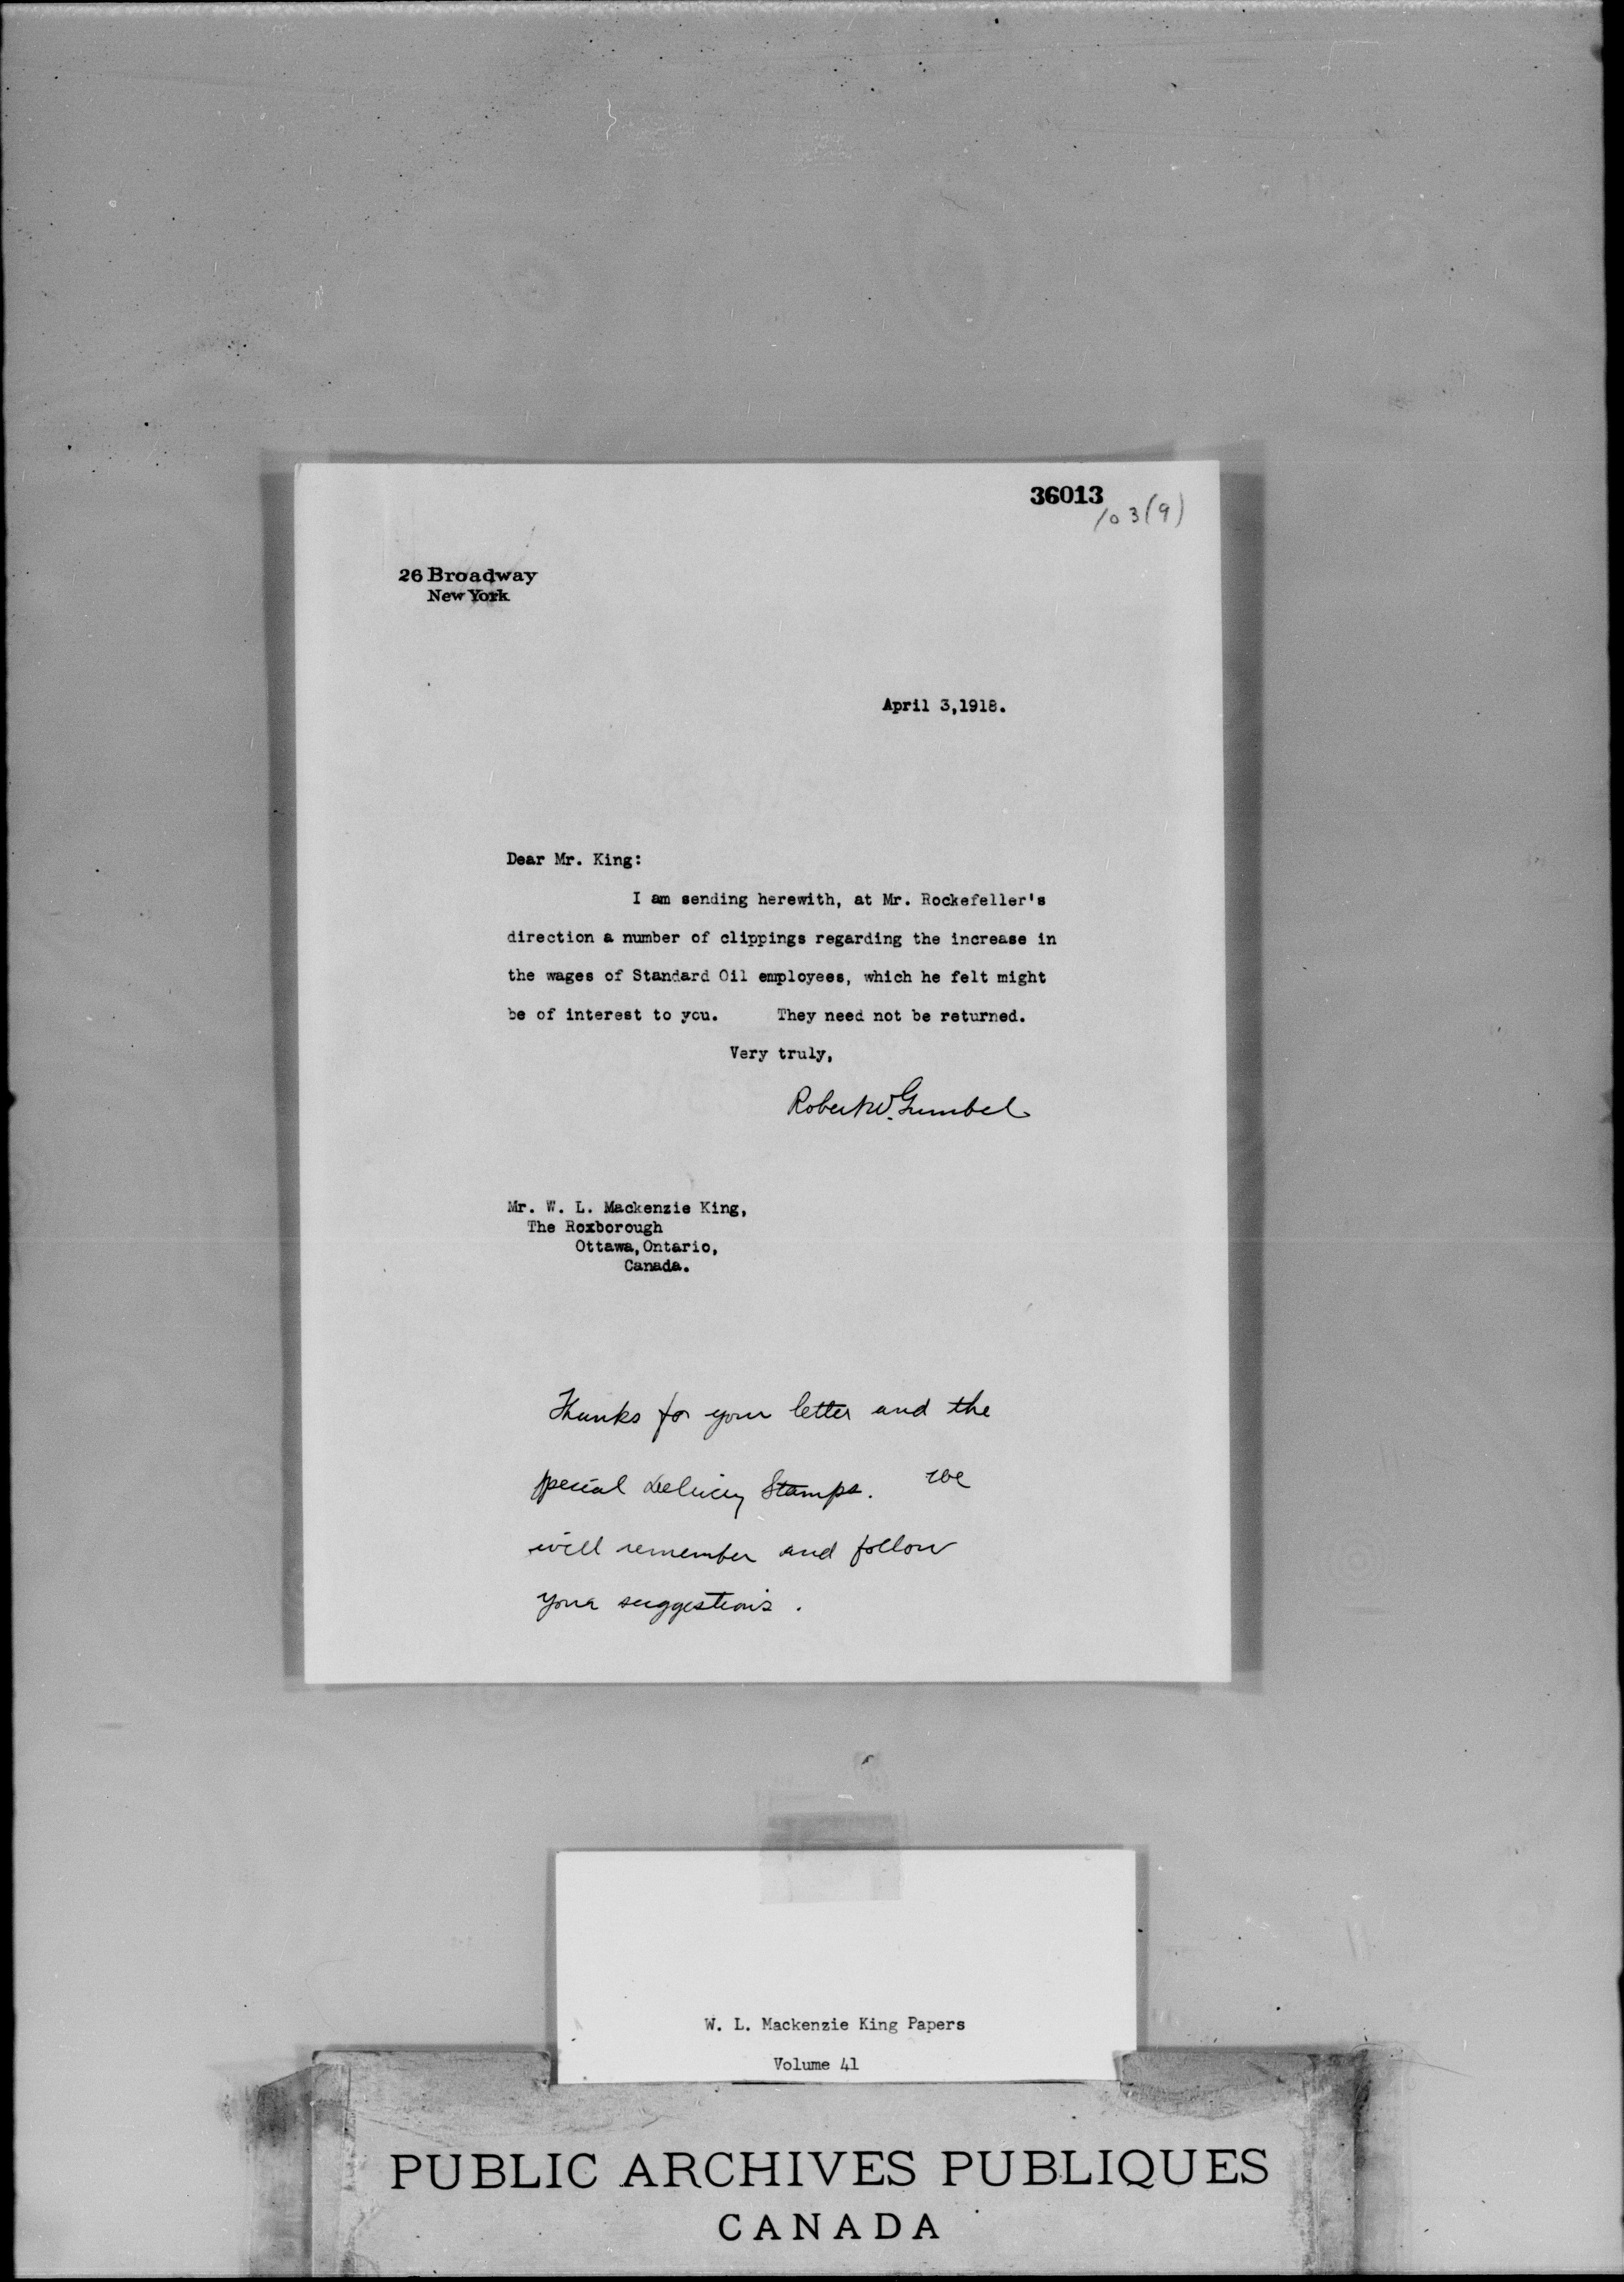 36013
103(9)
26 Broadway
New York
April 3,1918.
Dear Mr. King:
I am sending herewith, at Mr. Rockefeller's
direction a number of clippings regarding the increase in
the wages of Standard Oil employees, which he felt might
be of interest to you. They need not be returned.
Very truly,
Robert W. Gumbel
Mr. W. L. Mackenzie King,
The Roxborough
Ottawa,Ontario,
Canada.
Thanks for your letter and the
special delivery stamps. We
will remember and follow
your suggestions.
W. L. Mackenzie King Papers
Volume 41
PUBLIC ARCHIVES PUBLIQUES
CANADA